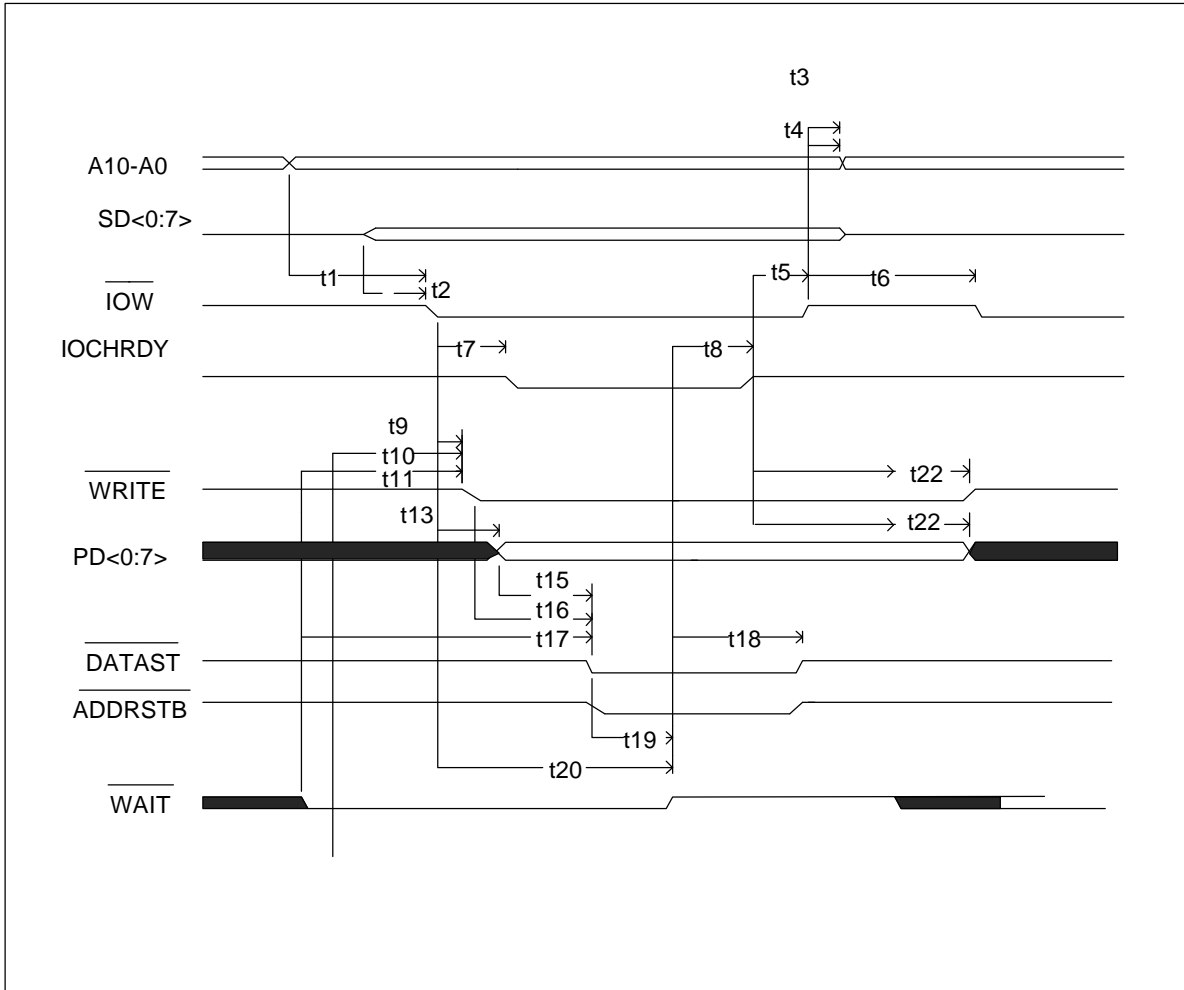 t3
t4
A10-A0
SD<0:7>
t1
t2
t5
t6
IOW
IOCHRDY
t7
t8
t9
t10
t11
t22
WRITE
t13
t22
PD<0:7>
t15
t16
t17
t18
DATAST
ADDRSTB
t19
t20
WAIT